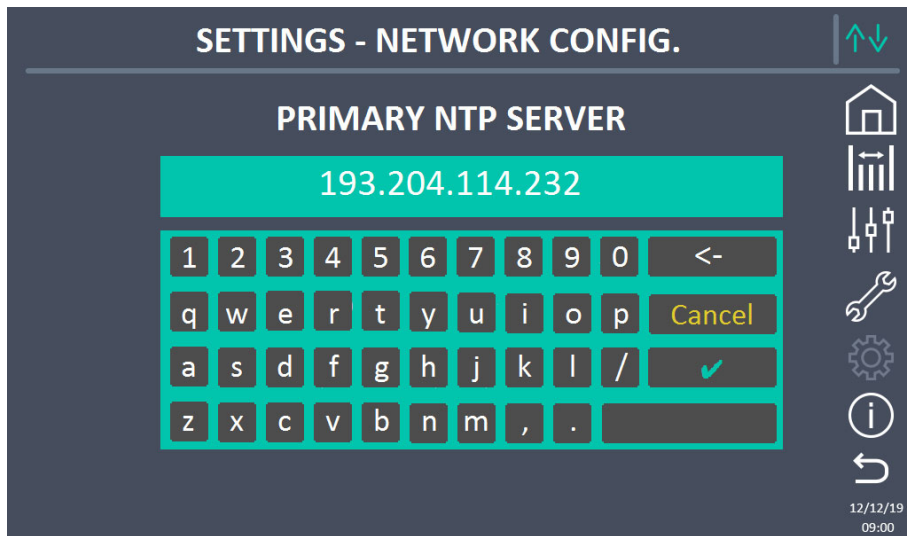 SETTINGS - NETWORK CONFIG.
PRIMARY NTP SERVER
193.204.114.232
1 2 3 4 5 6 7 8 9 0 <-
q w e r t y u i o p Cancel
a s d f g h j k l / ✔
z x c v b n m , .
i
12/12/19
09:00